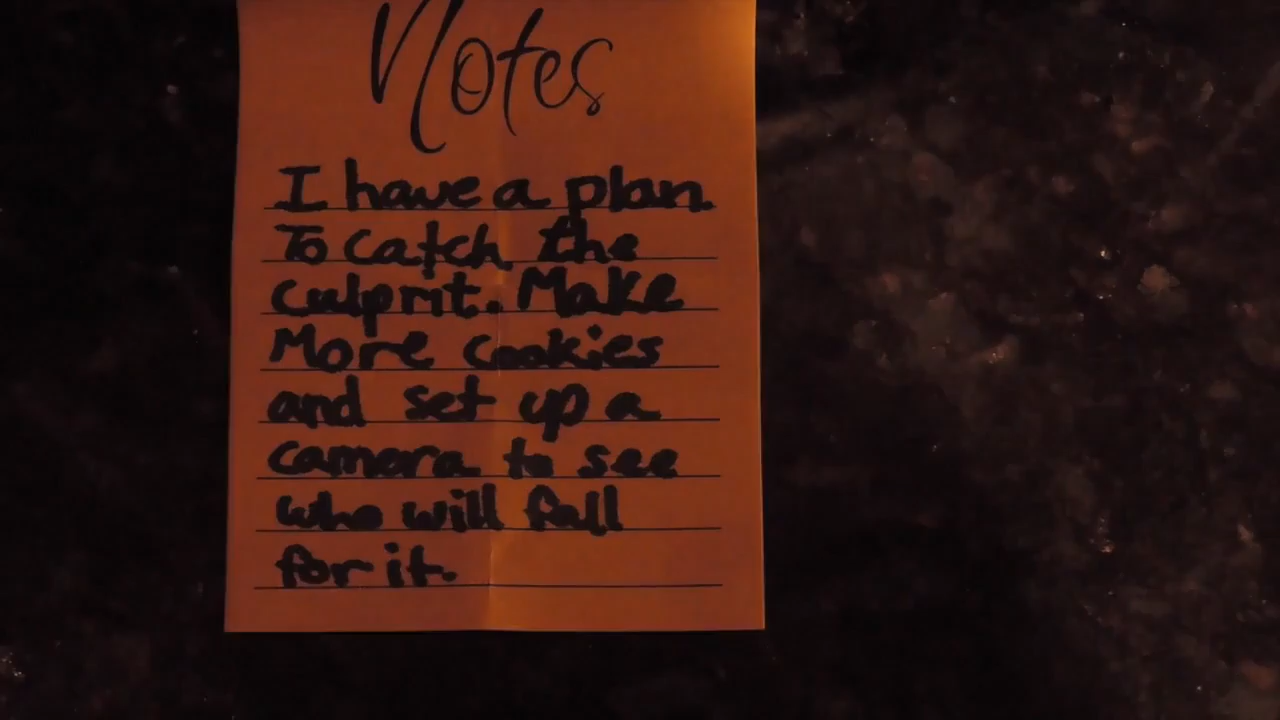 Notes
I have a plan
To catch the
culprit. Make
More cookies
and set up a
camera to see
who will fall
for it.